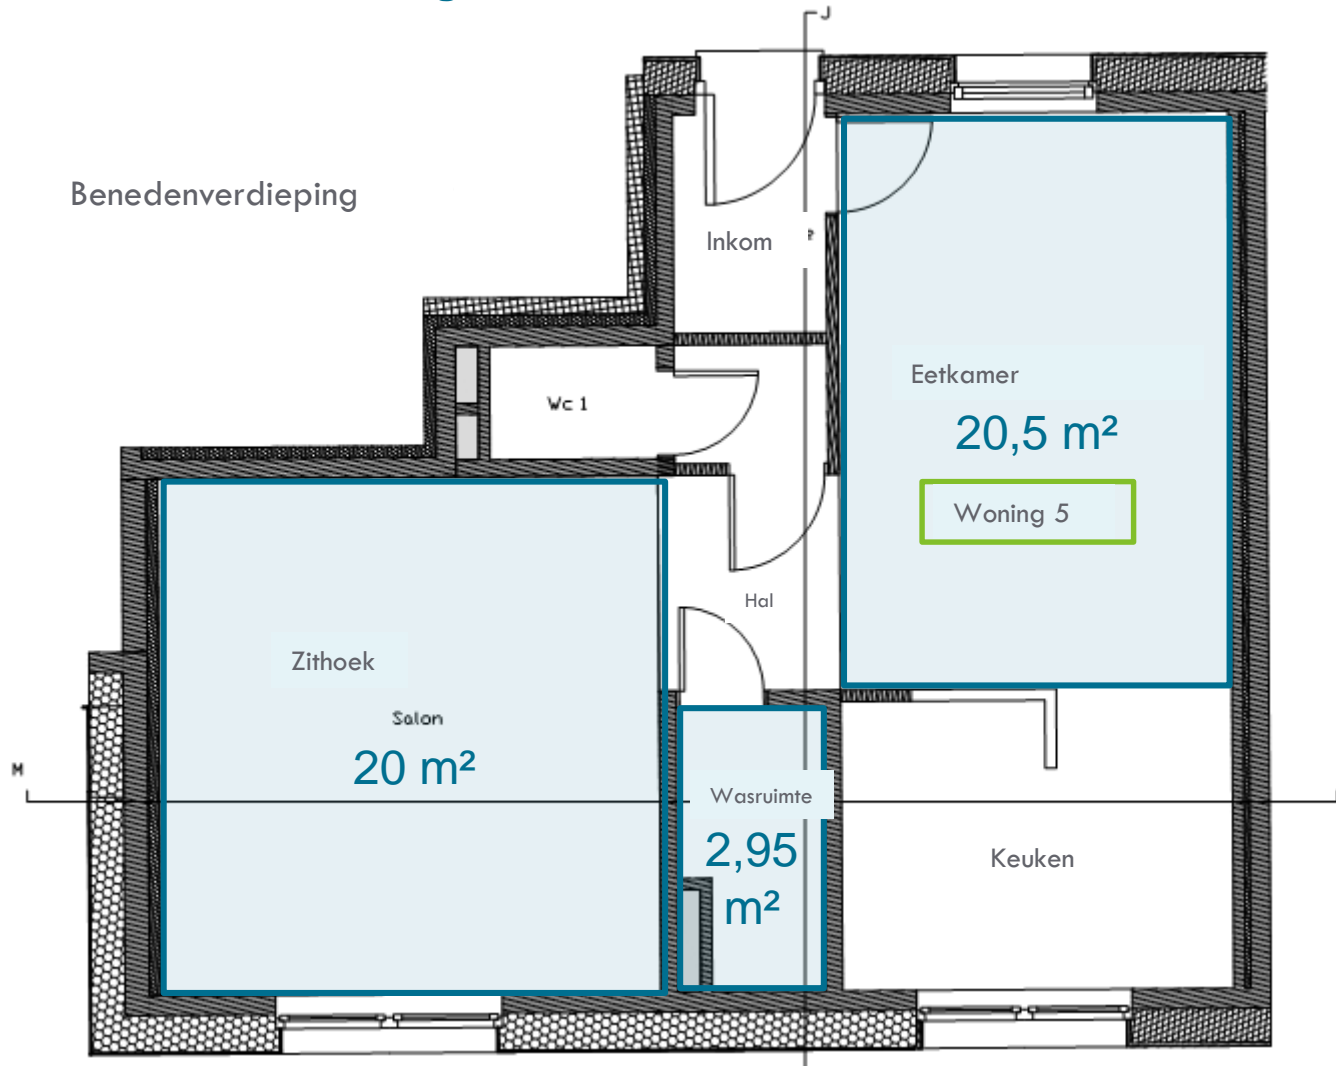 J
Benedenverdieping
Inkom
Eetkamer
Wc 1
20,5 m²
Woning 5
Hal
Zithoek
Salon
20 m²
M
Wasruimte
2,95
m²
Keuken